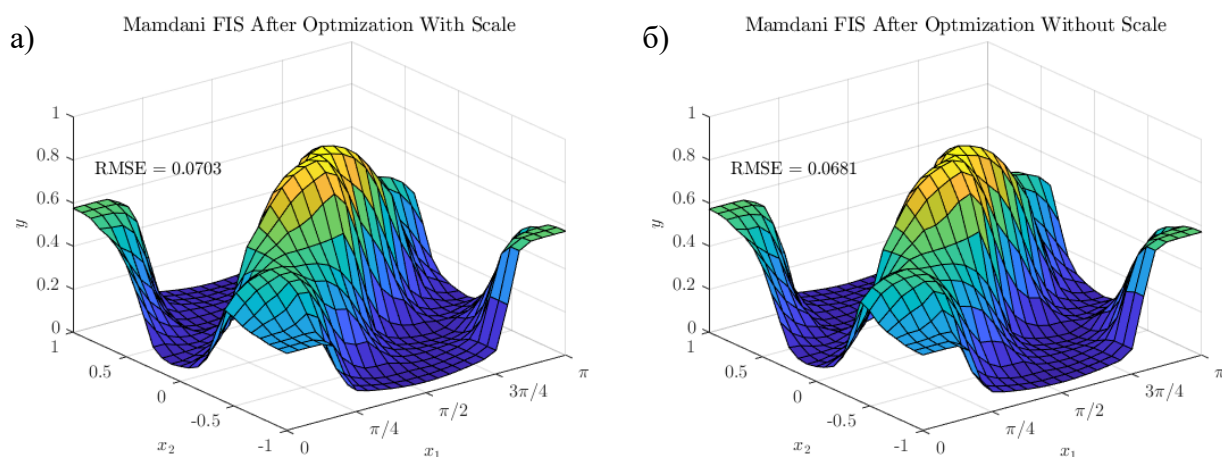 а)
Mamdani FIS After Optmization With Scale
RMSE = 0.0703
y
1
0.8
0.6
0.4
0.2
0
1
0.5
0
-0.5
-1
x₂
0
π/4
π/2
3π/4
π
x₁
б)
Mamdani FIS After Optmization Without Scale
RMSE = 0.0681
y
1
0.8
0.6
0.4
0.2
0
1
0.5
0
-0.5
-1
x₂
0
π/4
π/2
3π/4
π
x₁